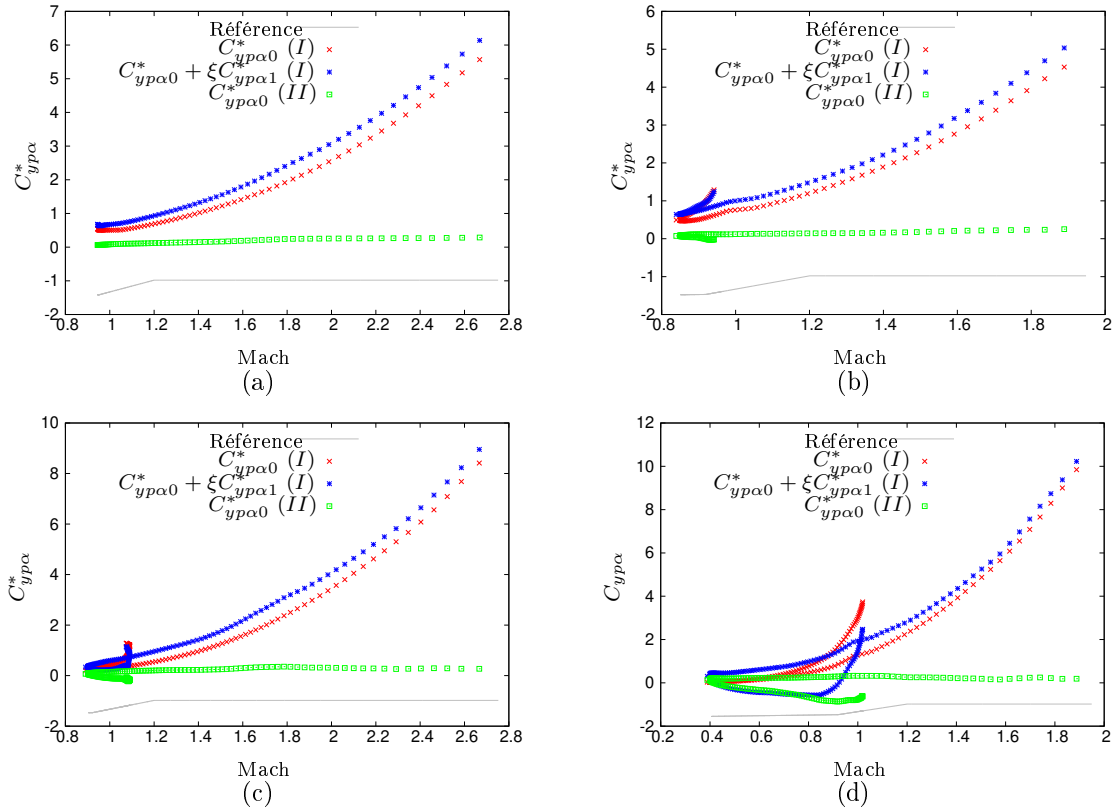 7
6
5
4
3
2
1
0
-1
-2
C*ypα
Référence
C*ypα0 (I)
C*ypα0 + ξC*ypα1 (I)
C*ypα0 (II)
0.8 1 1.2 1.4 1.6 1.8 2 2.2 2.4 2.6 2.8
Mach
(a)
6
5
4
3
2
1
0
-1
-2
C*ypα
Référence
C*ypα0 (I)
C*ypα0 + ξC*ypα1 (I)
C*ypα0 (II)
0.8 1 1.2 1.4 1.6 1.8 2
Mach
(b)
10
8
6
4
2
0
-2
C*ypα
Référence
C*ypα0 (I)
C*ypα0 + ξC*ypα1 (I)
C*ypα0 (II)
0.8 1 1.2 1.4 1.6 1.8 2 2.2 2.4 2.6 2.8
Mach
(c)
12
10
8
6
4
2
0
-2
Cypα
Référence
C*ypα0 (I)
C*ypα0 + ξC*ypα1 (I)
C*ypα0 (II)
0.2 0.4 0.6 0.8 1 1.2 1.4 1.6 1.8 2
Mach
(d)